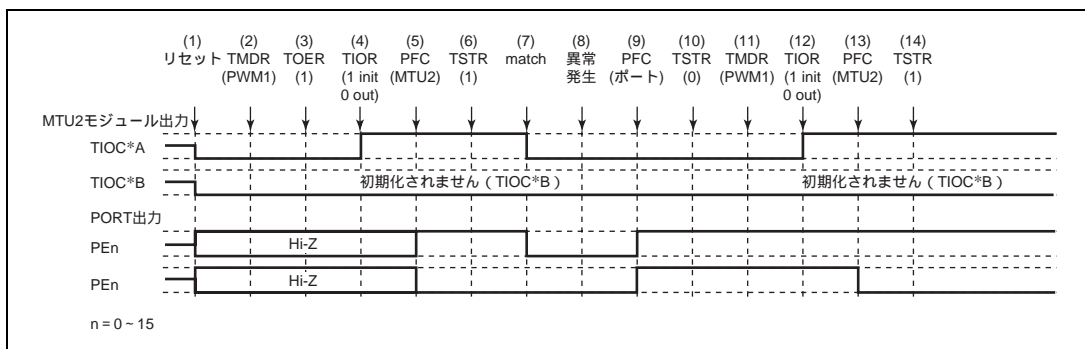 (1) (2) (3) (4) (5) (6) (7) (8) (9) (10) (11) (12) (13) (14)
リセット TMDR TOER TIOR PFC TSTR match 異常 PFC TSTR TMDR TIOR PFC TSTR
(PWM1) (1) (1 init (MTU2) (1) 発生 (ポート) (0) (PWM1) (1 init (MTU2) (1)
0 out) 0 out)
MTU2モジュール出力
TIOC*A
TIOC*B 初期化されません(TIOC*B) 初期化されません(TIOC*B)
PORT出力
PEn Hi-Z
PEn Hi-Z
n = 0 ~ 15